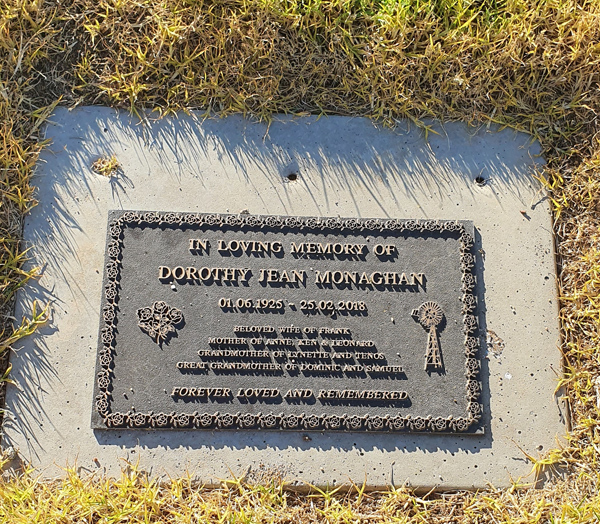 IN LOVING MEMORY OF
DOROTHY JEAN MONAGHAN
01.06.1925 - 25.02.2018
BELOVED WIFE OF FRANK
MOTHER OF ANNE, KEN & LEONARD
GRANDMOTHER OF LYNETTE AND TENO,
GREAT GRANDMOTHER OF DOMINIC AND SAMUEL
FOREVER LOVED AND REMEMBERED